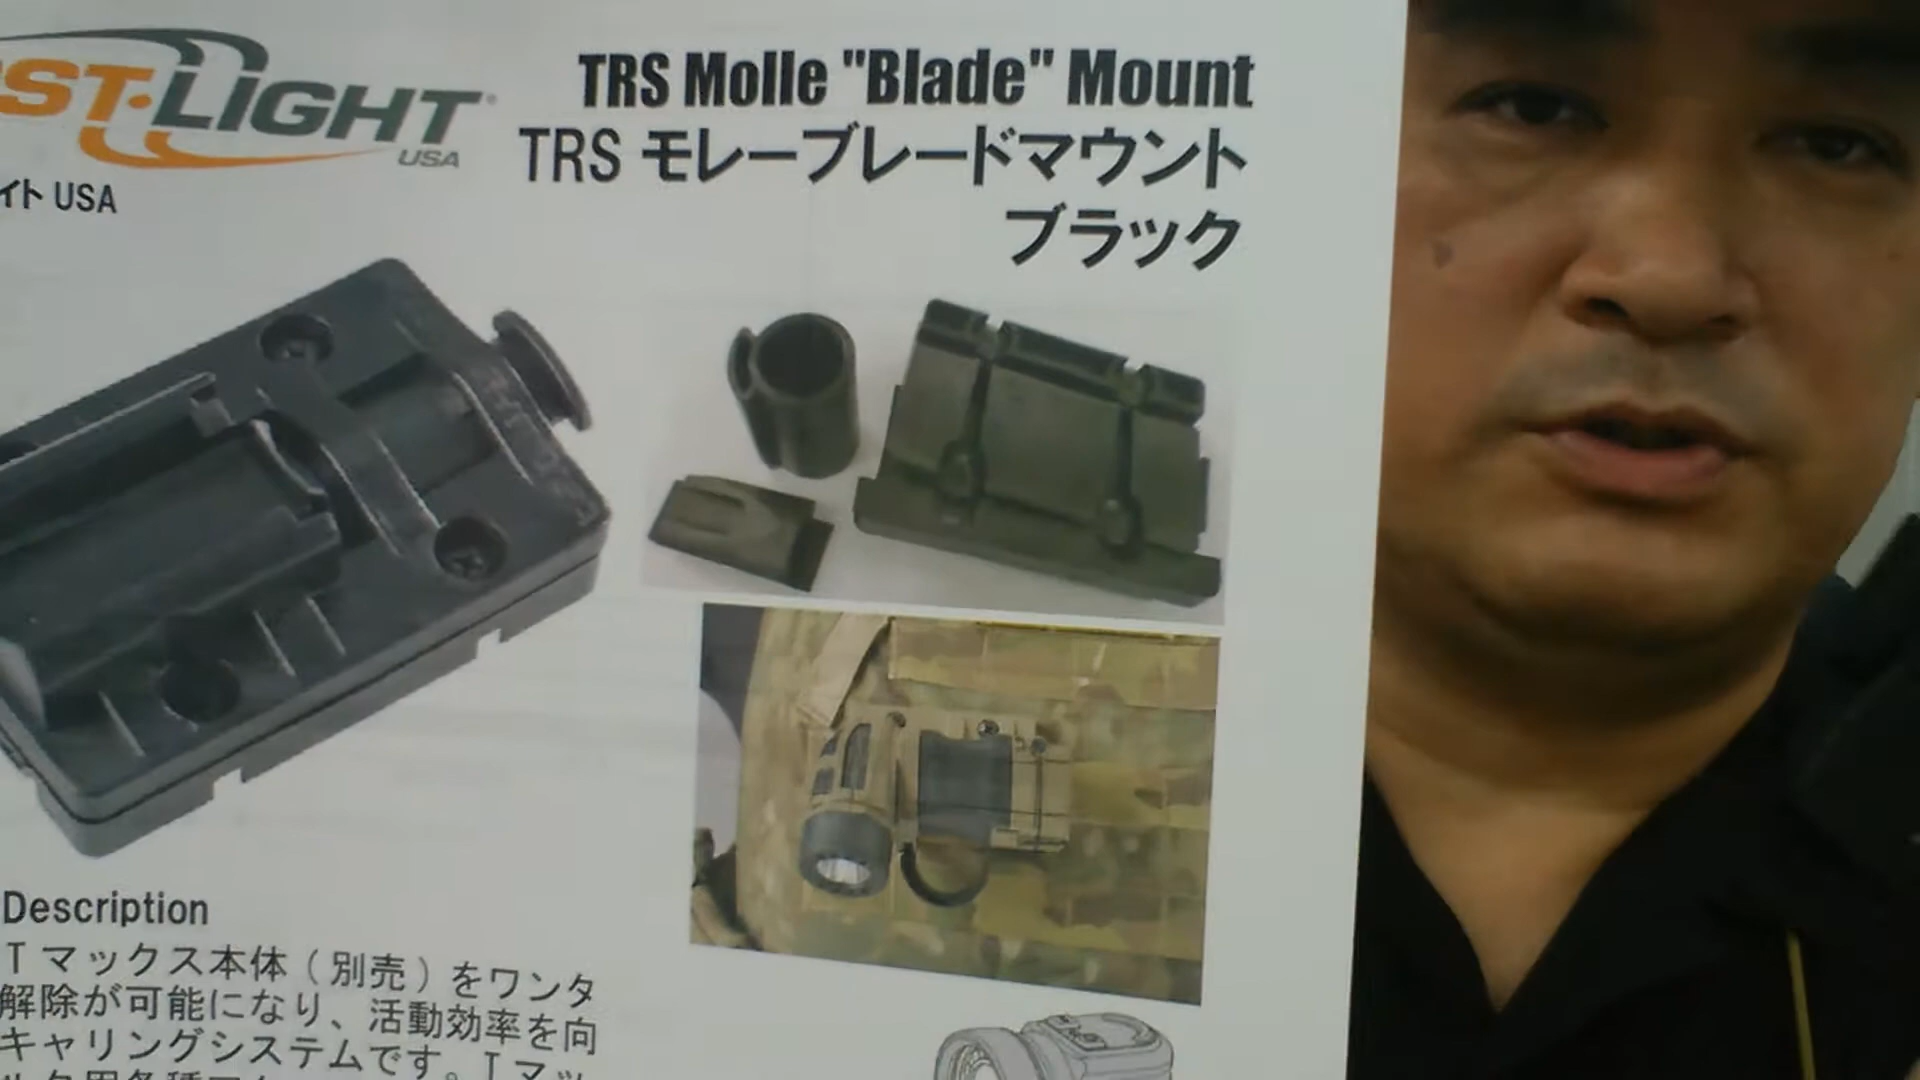 ST·LiGHT
USA
イト USA
TRS Molle "Blade" Mount
TRS モレーブレードマウント
ブラック
Description
Tマックス本体（別売）をワンタ
解除が可能になり、活動効率を向
キャリングシステムです。Tマッ